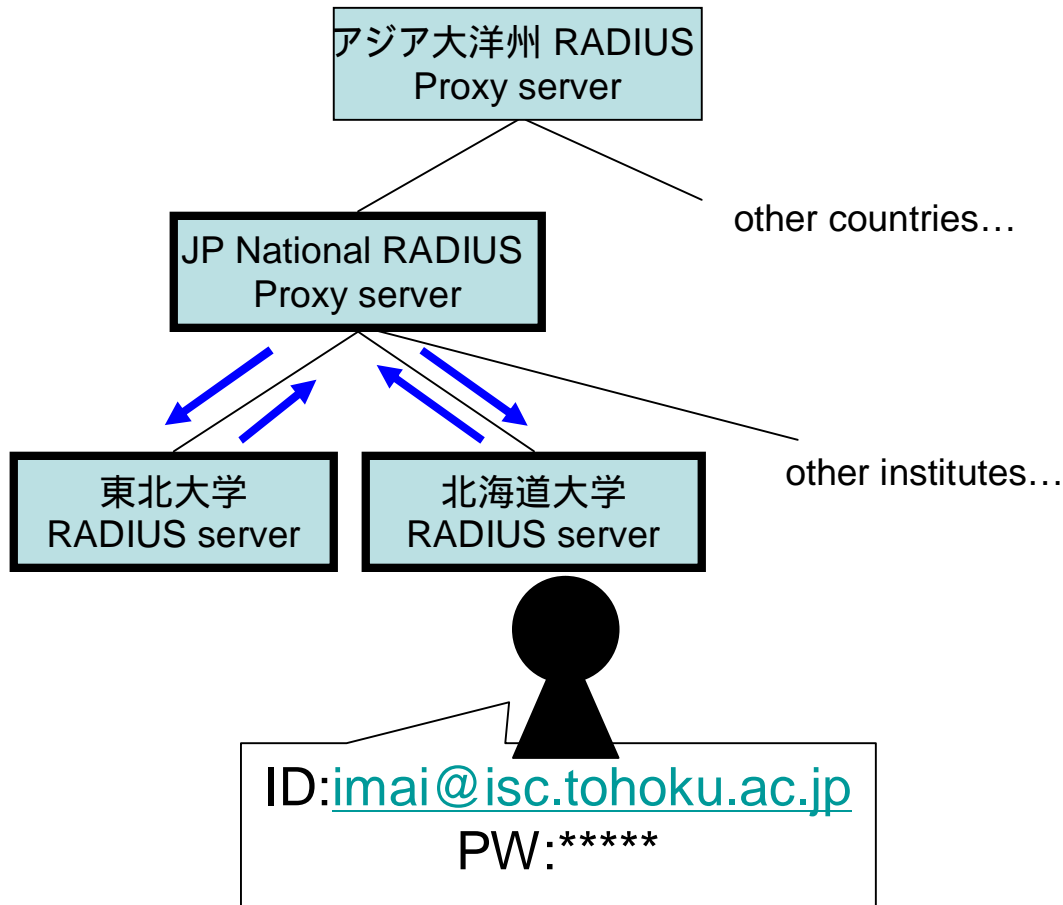 アジア大洋州 RADIUS
Proxy server
other countries…
JP National RADIUS
Proxy server
other institutes…
東北大学
RADIUS server
北海道大学
RADIUS server
ID:imai@isc.tohoku.ac.jp
PW:*****